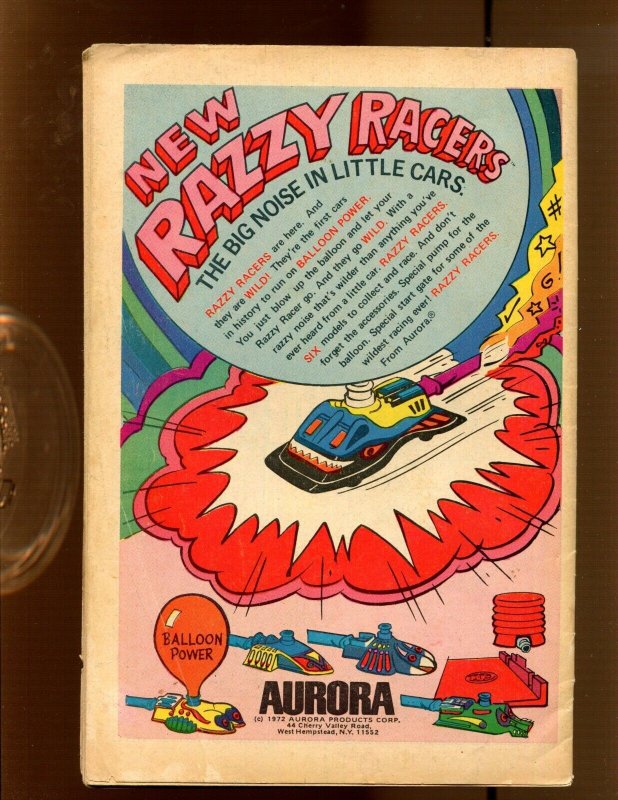 NEW
RAZZY RACERS™
THE BIG NOISE IN LITTLE CARS.
RAZZY RACERS are here. And
they are WILD! They're the first cars
in history to run on BALLOON POWER.
You just blow up the balloon and let your
Razzy Racer go. And they go WILD. With a
razzy noise that's wilder than anything you've
ever heard from a little car. RAZZY RACERS.
SIX models to collect and race. And don't
forget the accessories. Special pump for the
balloon. Special start gate for some of the
wildest racing ever! RAZZY RACERS.
From Aurora.®
#
G!
BALLOON
POWER
AURORA
(c) 1972 AURORA PRODUCTS CORP.
44 Cherry Valley Road,
West Hempstead, N.Y. 11552